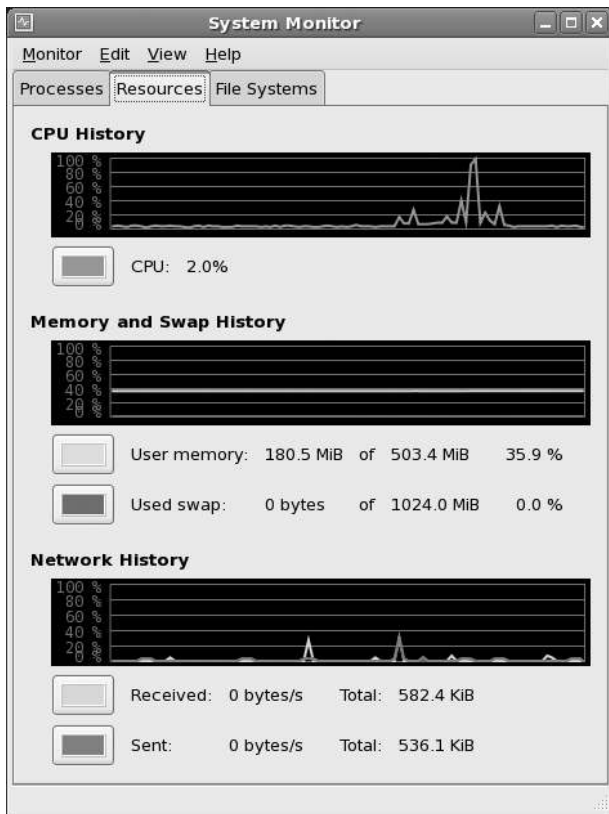 System Monitor
Monitor Edit View Help
Processes Resources File Systems
CPU History
100 %
80 %
60 %
40 %
20 %
0 %
CPU: 2.0%
Memory and Swap History
100 %
80 %
60 %
40 %
20 %
0 %
User memory: 180.5 MiB of 503.4 MiB 35.9 %
Used swap: 0 bytes of 1024.0 MiB 0.0 %
Network History
100 %
80 %
60 %
40 %
20 %
0 %
Received: 0 bytes/s Total: 582.4 KiB
Sent: 0 bytes/s Total: 536.1 KiB